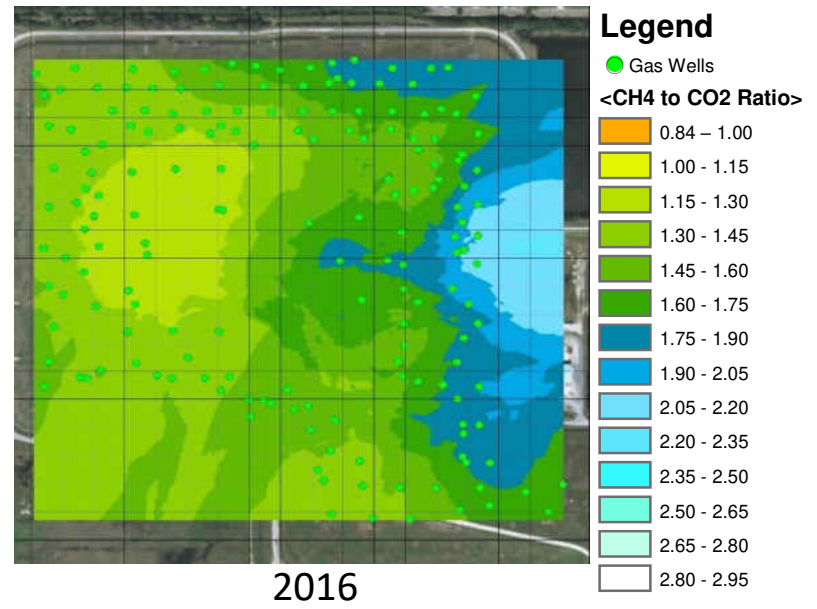 Legend
Gas Wells
<CH4 to CO2 Ratio>
0.84 – 1.00
1.00 - 1.15
1.15 - 1.30
1.30 - 1.45
1.45 - 1.60
1.60 - 1.75
1.75 - 1.90
1.90 - 2.05
2.05 - 2.20
2.20 - 2.35
2.35 - 2.50
2.50 - 2.65
2.65 - 2.80
2.80 - 2.95
2016